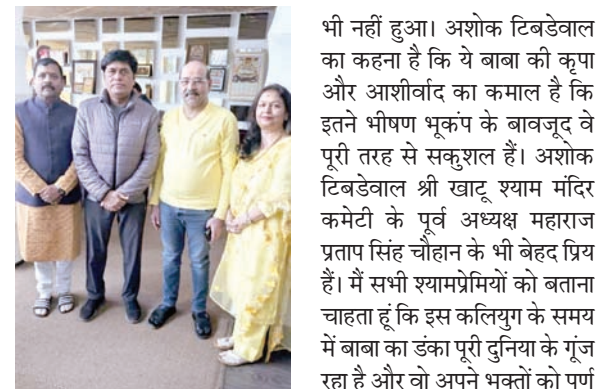 भी नहीं हुआ। अशोक टिबडेवाल
का कहना है कि ये बाबा की कृपा
और आशीर्वाद का कमाल है कि
इतने भीषण भूकंप के बावजूद वे
पूरी तरह से सकुशल हैं। अशोक
टिबडेवाल श्री खाटू श्याम मंदिर
कमेटी के पूर्व अध्यक्ष महाराज
प्रताप सिंह चौहान के भी बेहद प्रिय
हैं। मैं सभी श्यामप्रेमियों को बताना
चाहता हूं कि इस कलियुग के समय
में बाबा का डंका पूरी दुनिया के गूंज
रहा है और वो अपने भक्तों को पूर्ण